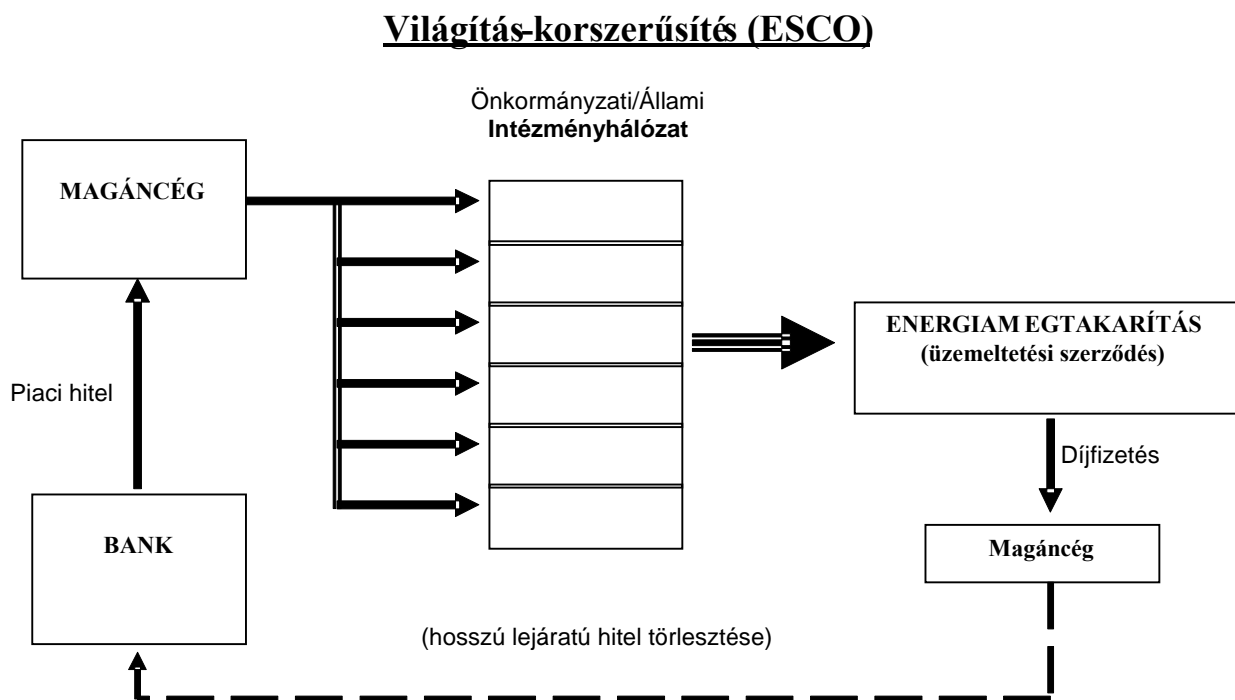 Világítás-korszerűsítés (ESCO)
Önkormányzati/Állami
Intézményhálózat
MAGÁNCÉG
ENERGIAM EGTAKARÍTÁS
(üzemeltetési szerződés)
Piaci hitel
Díjfizetés
BANK
Magáncég
(hosszú lejáratú hitel törlesztése)